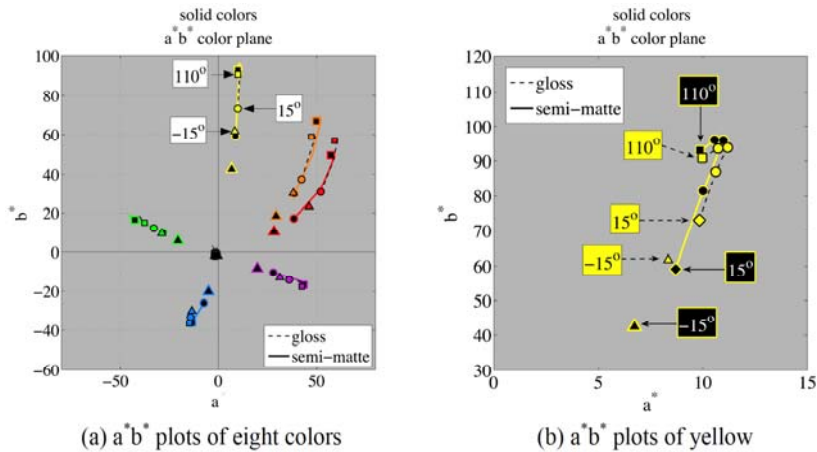 solid colors
a*b* color plane
100
80
60
40
20
0
−20
−40
−60
b*
−50
0
50
a
110°
15°
−15°
gloss
semi−matte
(a) a*b* plots of eight colors
solid colors
a*b* color plane
120
110
100
90
80
70
60
50
40
30
b*
0
5
10
15
a*
gloss
semi−matte
110°
110°
15°
−15°
15°
−15°
(b) a*b* plots of yellow